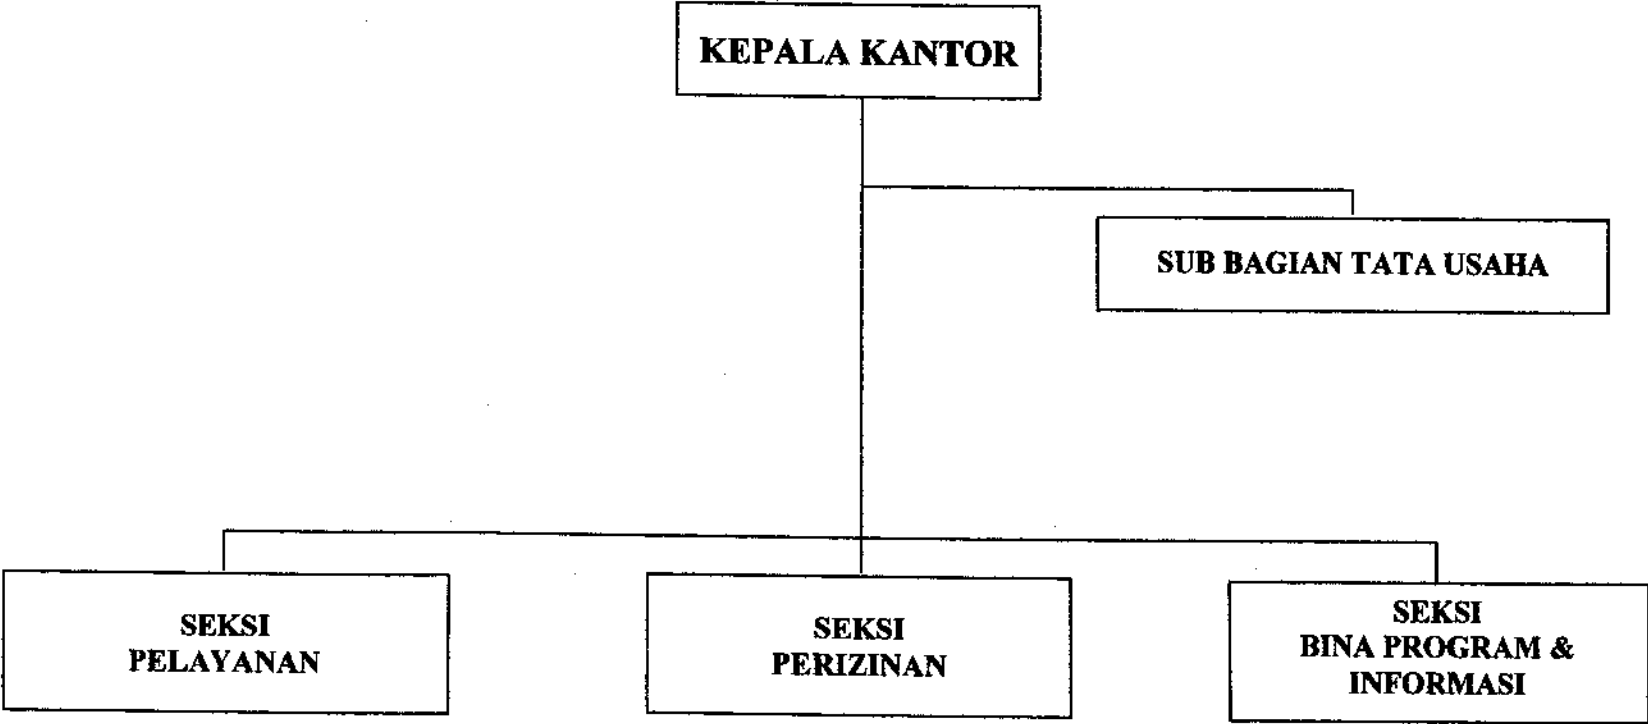 KEPALA KANTOR
SUB BAGIAN TATA USAHA
SEKSI
PELAYANAN
SEKSI
PERIZINAN
SEKSI
BINA PROGRAM &
INFORMASI